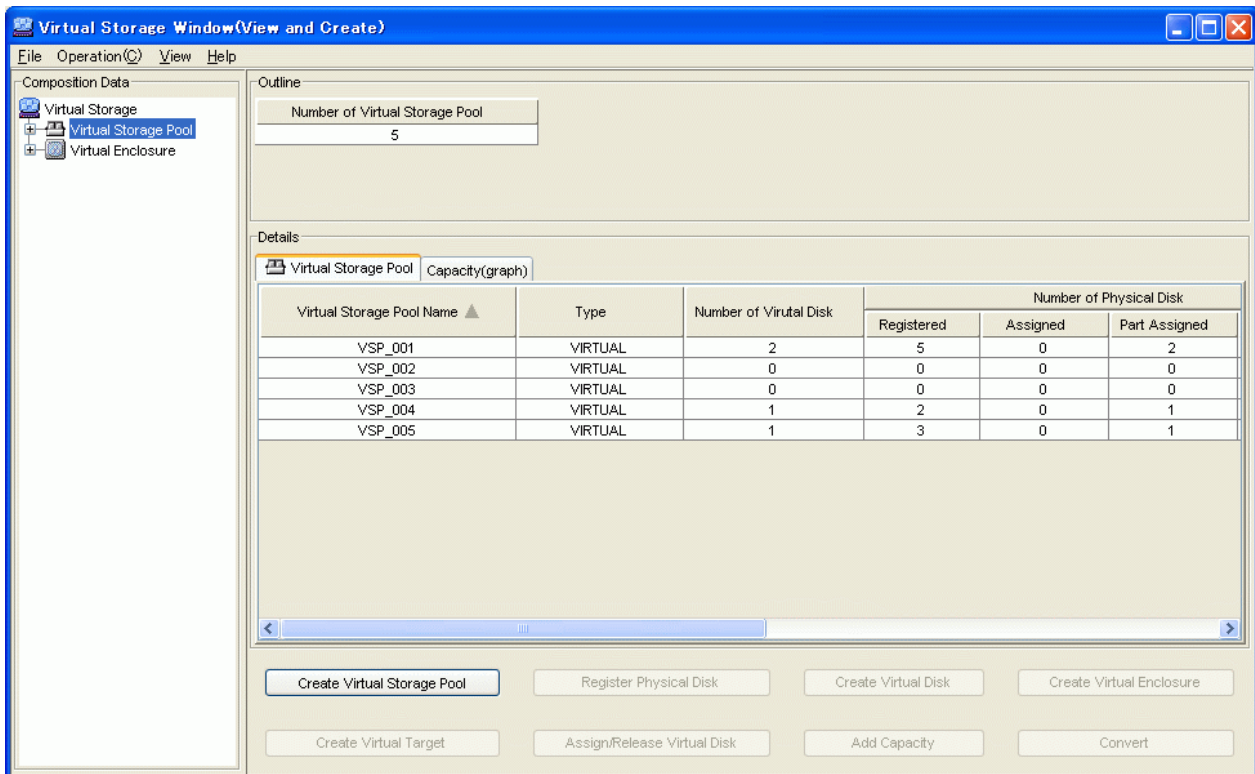 Virtual Storage Window(View and Create)
File Operation(C) View Help
Composition Data
Virtual Storage
Virtual Storage Pool
Virtual Enclosure
Outline
Number of Virtual Storage Pool
5
Details
Virtual Storage Pool Capacity(graph)
Number of Physical Disk
Virtual Storage Pool Name Type Number of Virutal Disk
Registered Assigned Part Assigned
VSP_001 VIRTUAL 2 5 0 2
VSP_002 VIRTUAL 0 0 0 0
VSP_003 VIRTUAL 0 0 0 0
VSP_004 VIRTUAL 1 2 0 1
VSP_005 VIRTUAL 1 3 0 1
Create Virtual Storage Pool Register Physical Disk Create Virtual Disk Create Virtual Enclosure
Create Virtual Target Assign/Release Virtual Disk Add Capacity Convert